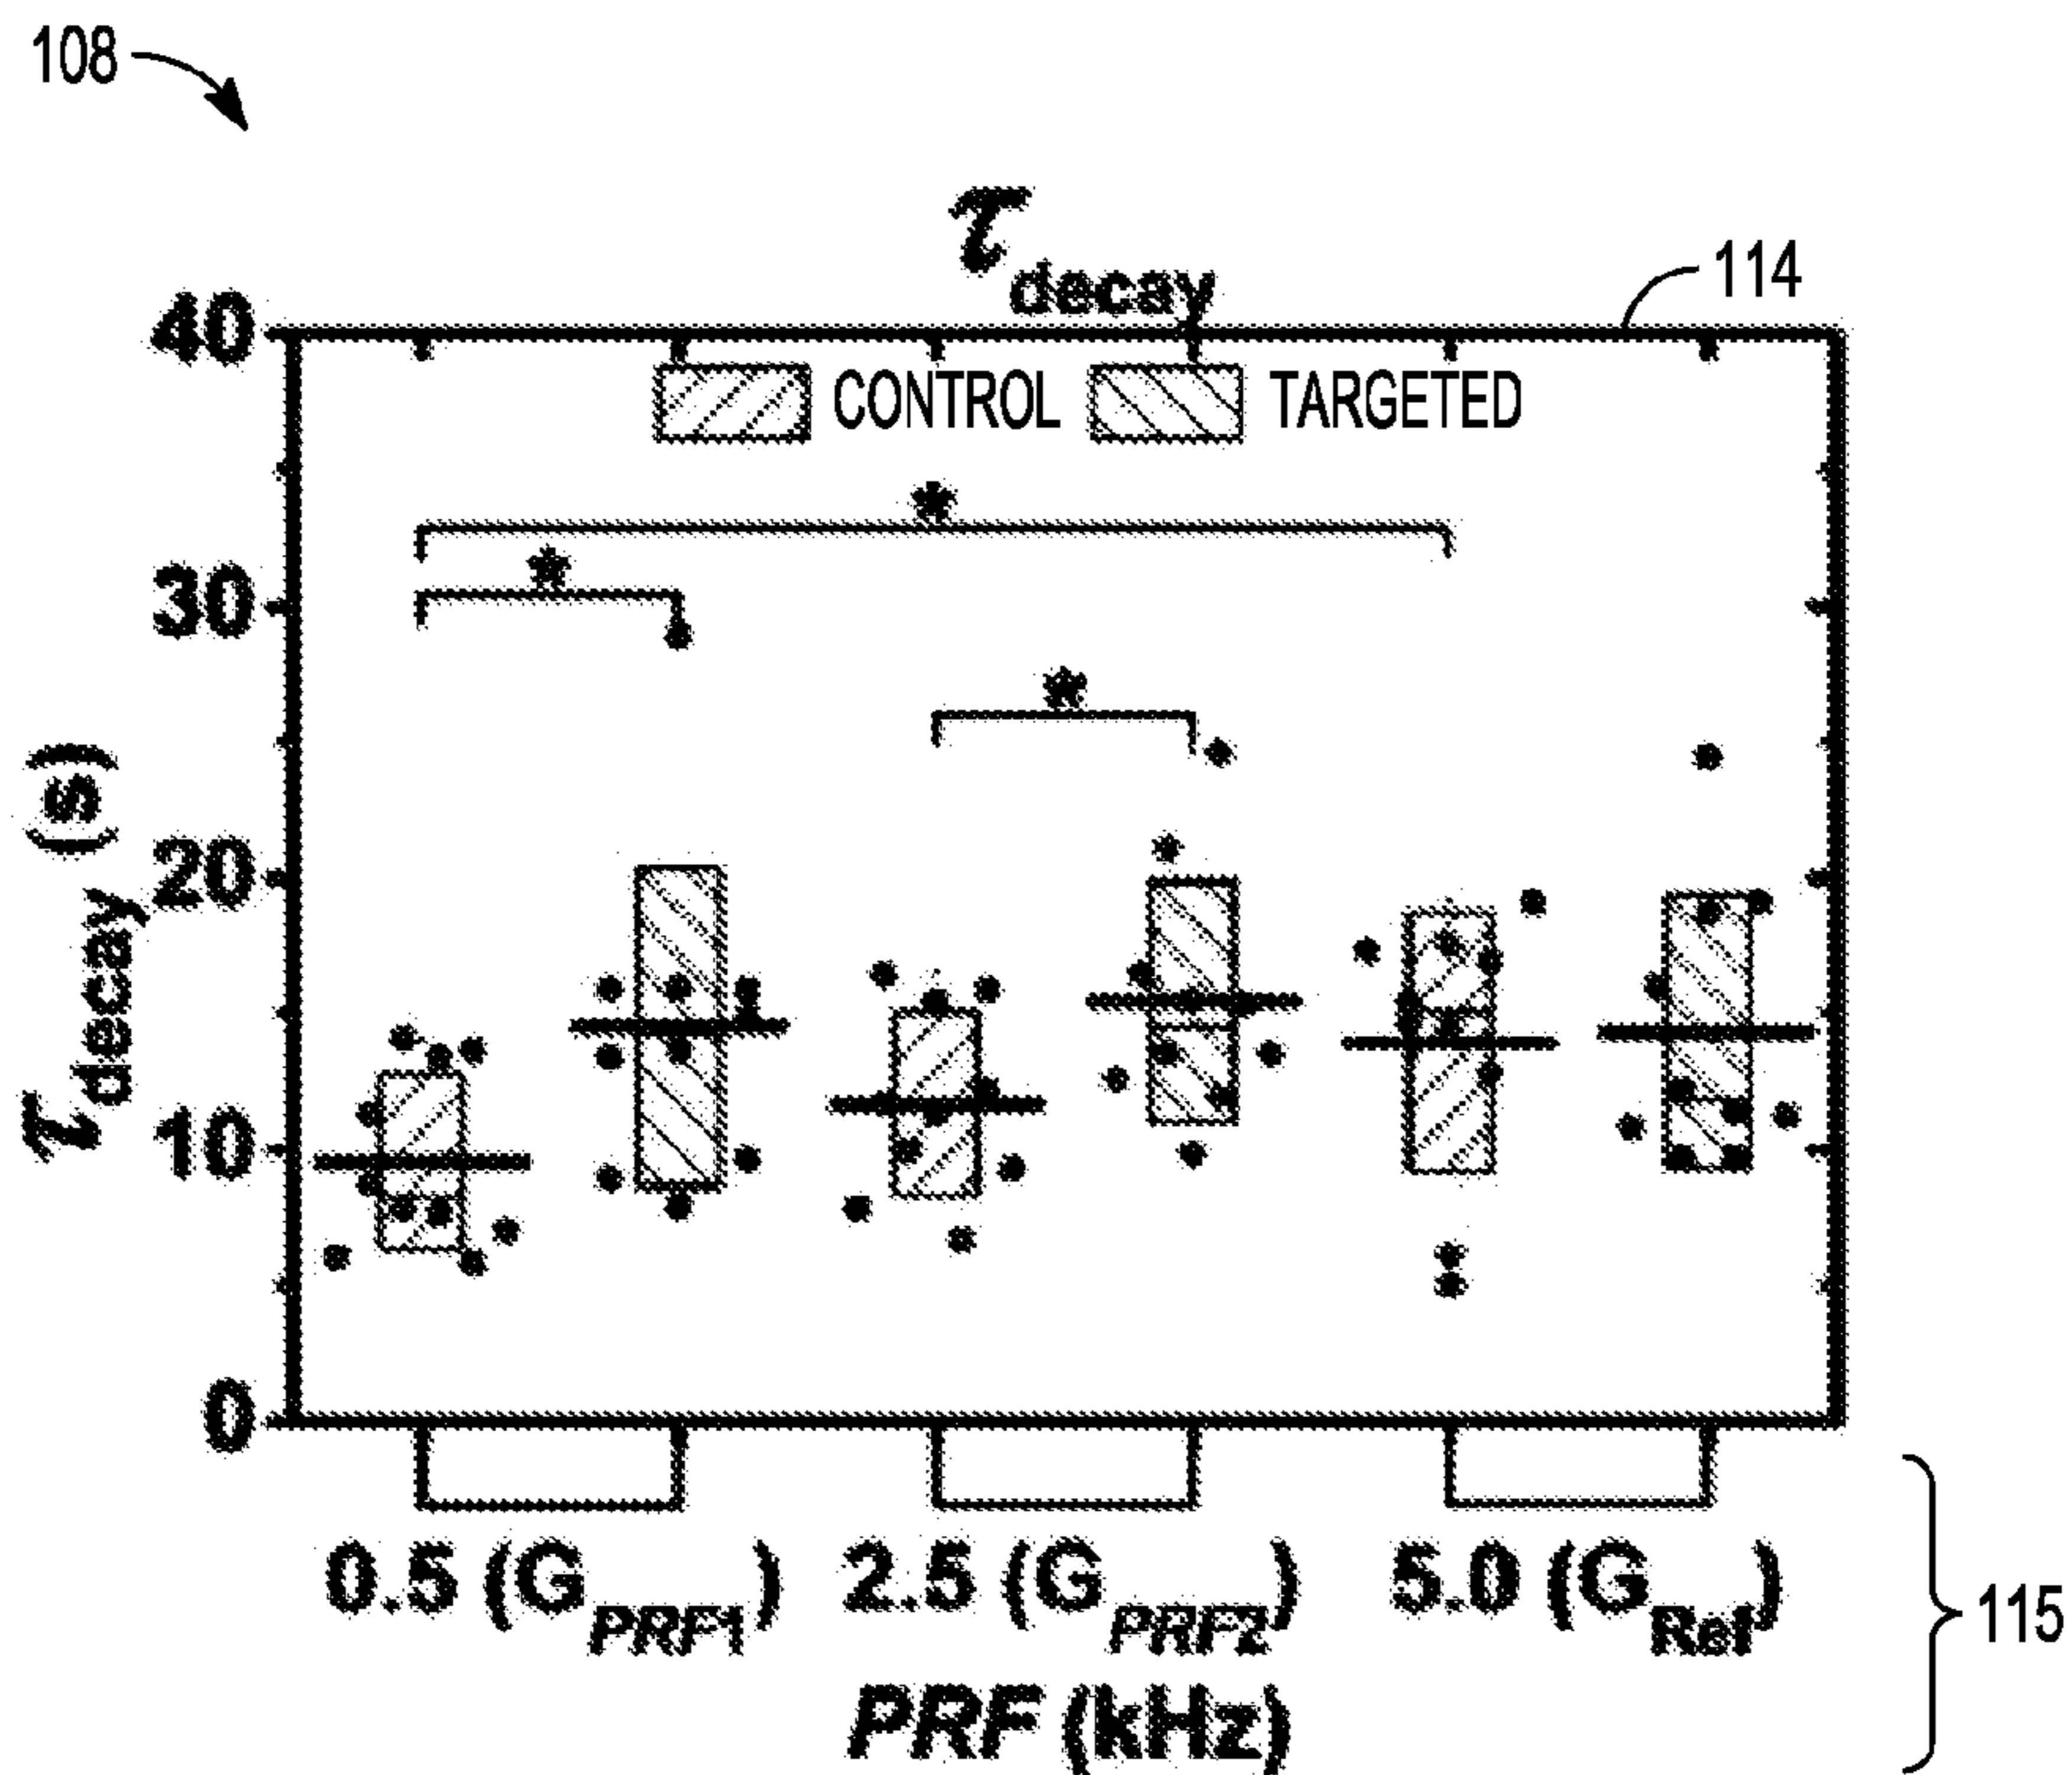 108
τdecay
114
40
CONTROL TARGETED
*
*
30
*
τdecay (s)
20
10
0
0.5 (GPRF1) 2.5 (GPRF2) 5.0 (GRef)
115
PRF (kHz)